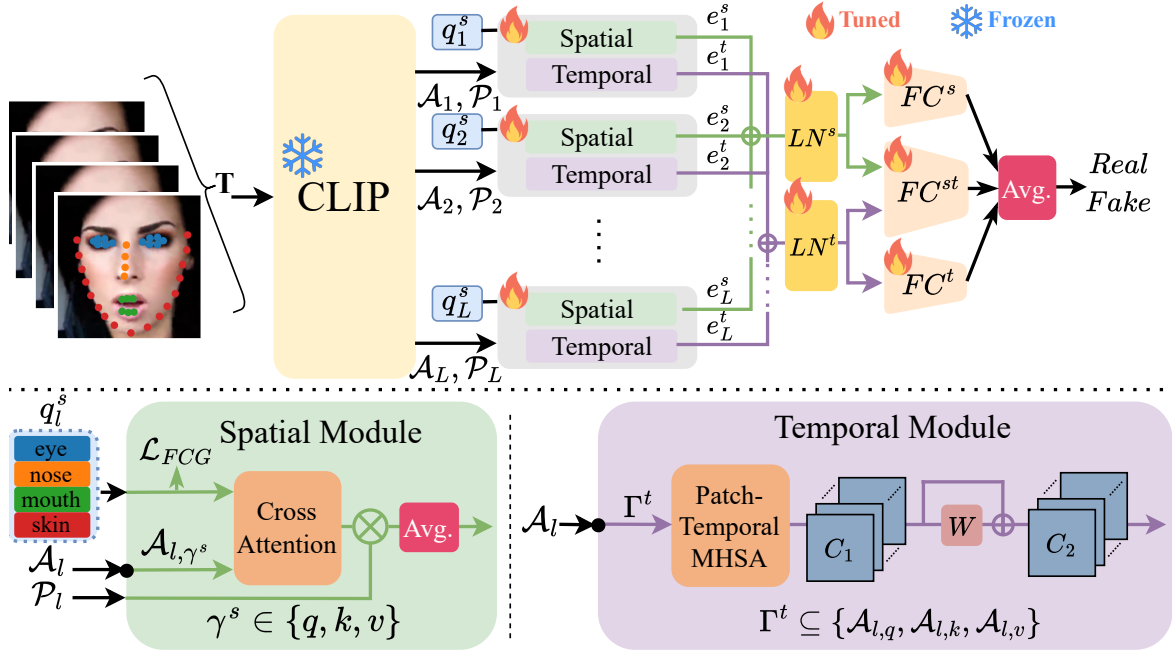 Tuned
Frozen
T
CLIP
q_1^s
Spatial
Temporal
e_1^s
e_1^t
A_1, P_1
q_2^s
Spatial
Temporal
e_2^s
e_2^t
A_2, P_2
q_L^s
Spatial
Temporal
e_L^s
e_L^t
A_L, P_L
LN^s
LN^t
FC^s
FC^{st}
FC^t
Avg.
Real
Fake
q_l^s
eye
nose
mouth
skin
A_l
P_l
Spatial Module
L_{FCG}
A_{l,γ^s}
Cross
Attention
Avg.
γ^s ∈ {q, k, v}
Temporal Module
A_l
Γ^t
Patch-
Temporal
MHSA
C_1
W
C_2
Γ^t ⊆ {A_{l,q}, A_{l,k}, A_{l,v}}